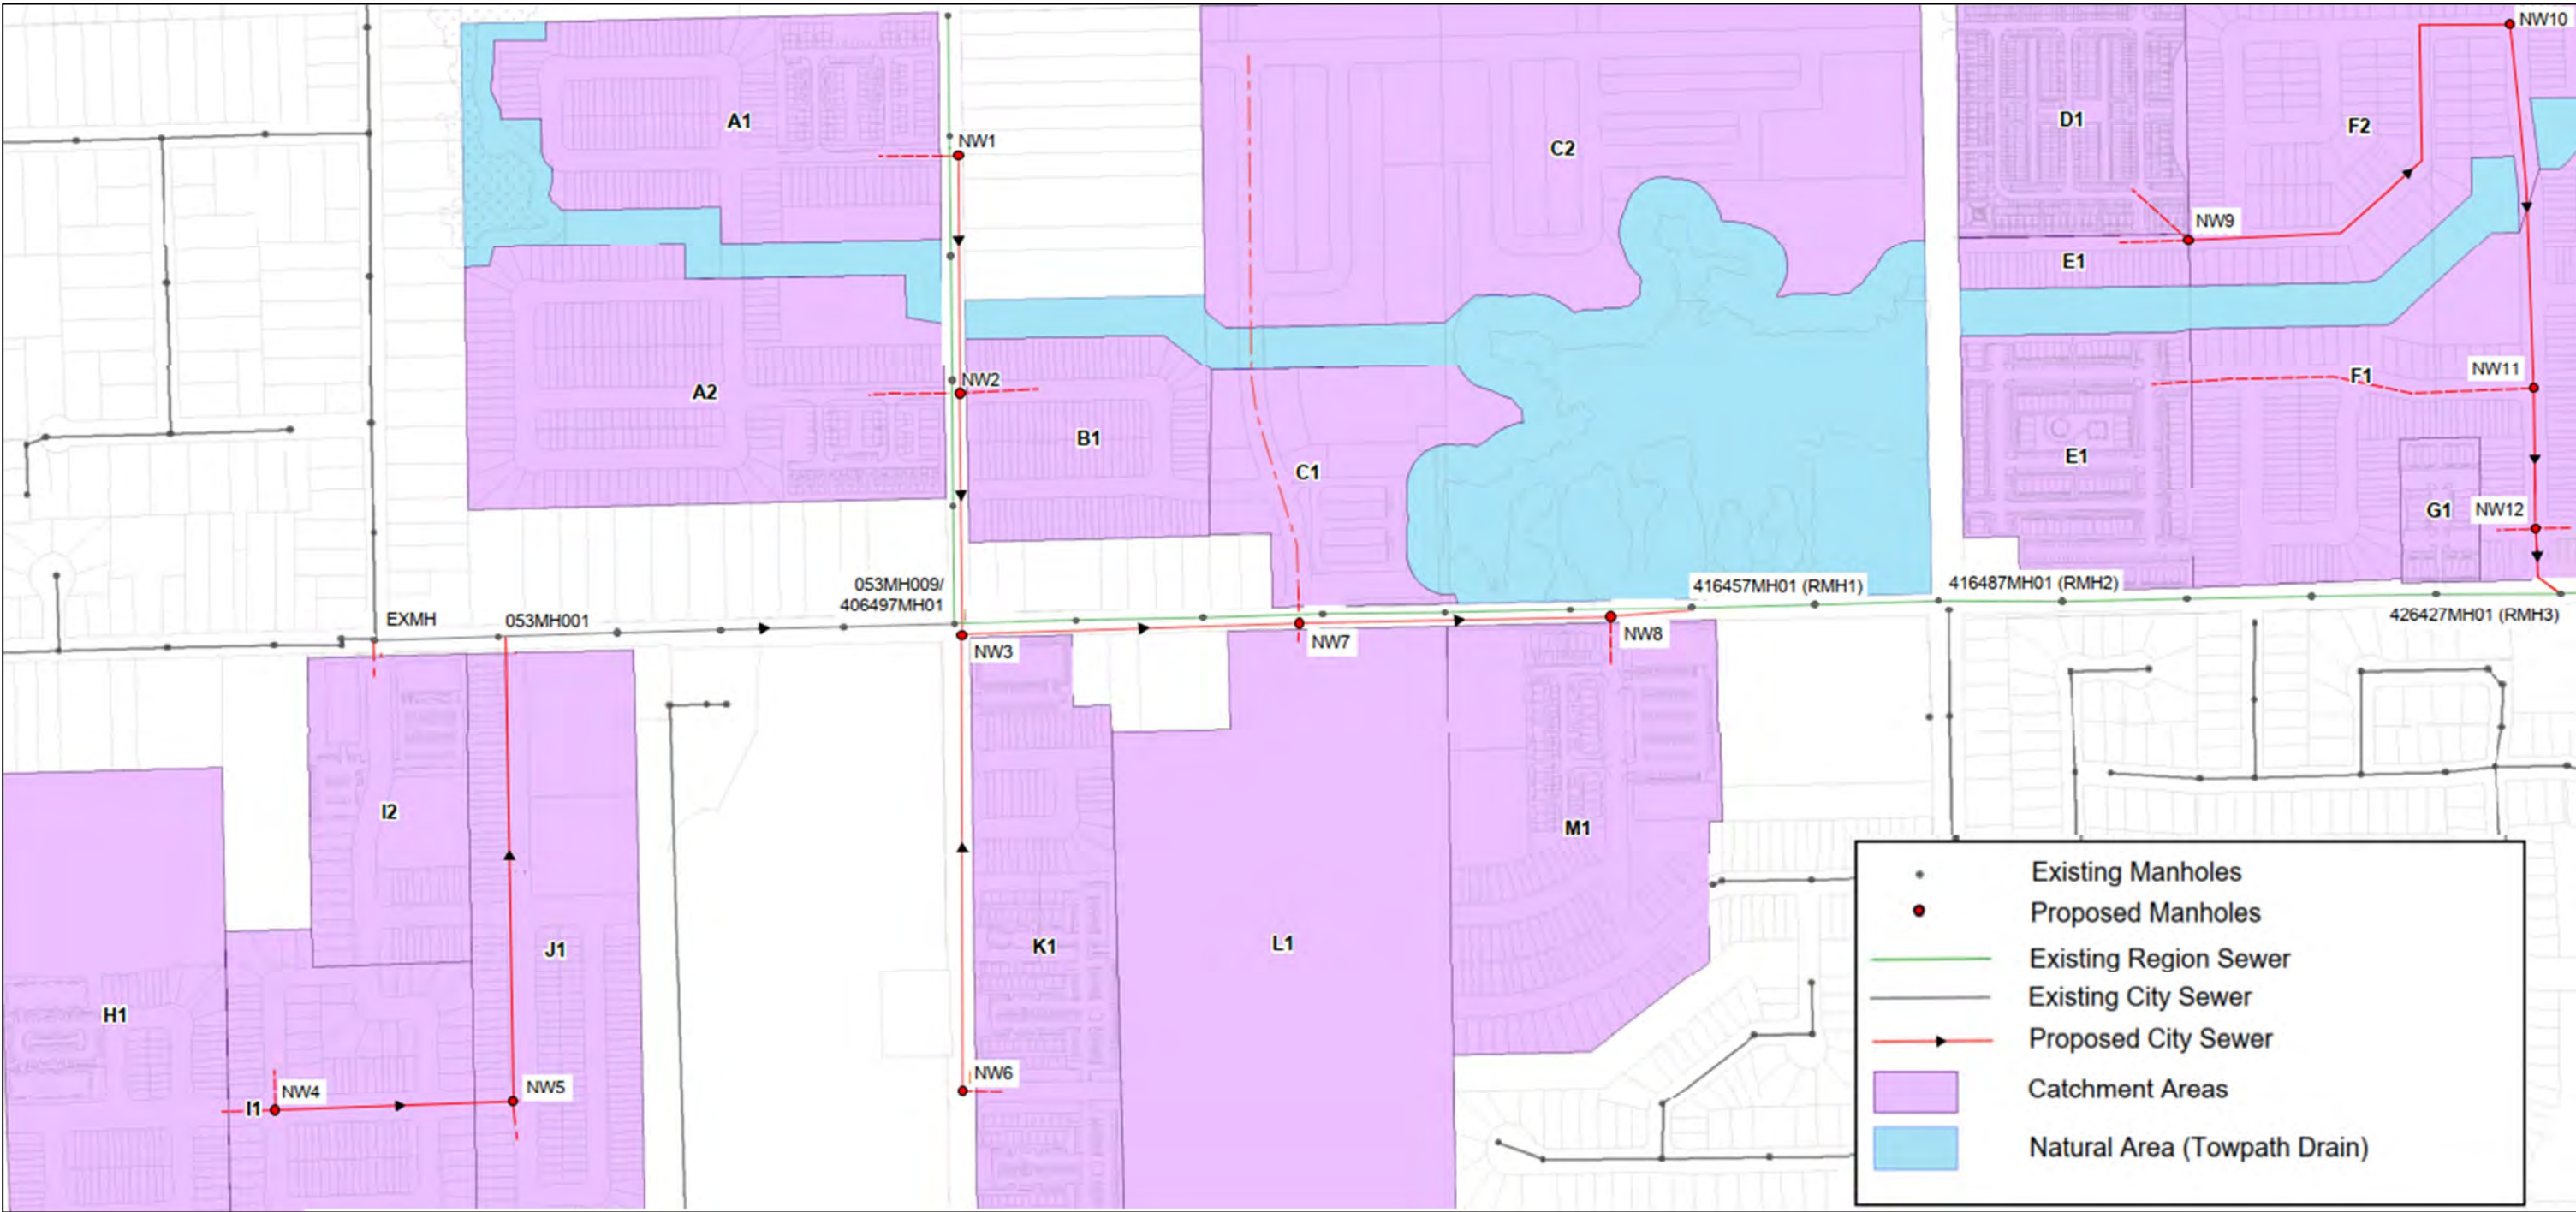 NW10
A1
D1
F2
NW1
C2
NW9
E1
NW11
NW2
F1
A2
B1
C1
E1
G1
NW12
053MH009/
406497MH01
416457MH01 (RMH1)
416487MH01 (RMH2)
EXMH
053MH001
426427MH01 (RMH3)
NW3
NW7
NW8
I2
M1
J1
K1
L1
H1
NW6
NW5
NW4
I1
Existing Manholes
Proposed Manholes
Existing Region Sewer
Existing City Sewer
Proposed City Sewer
Catchment Areas
Natural Area (Towpath Drain)